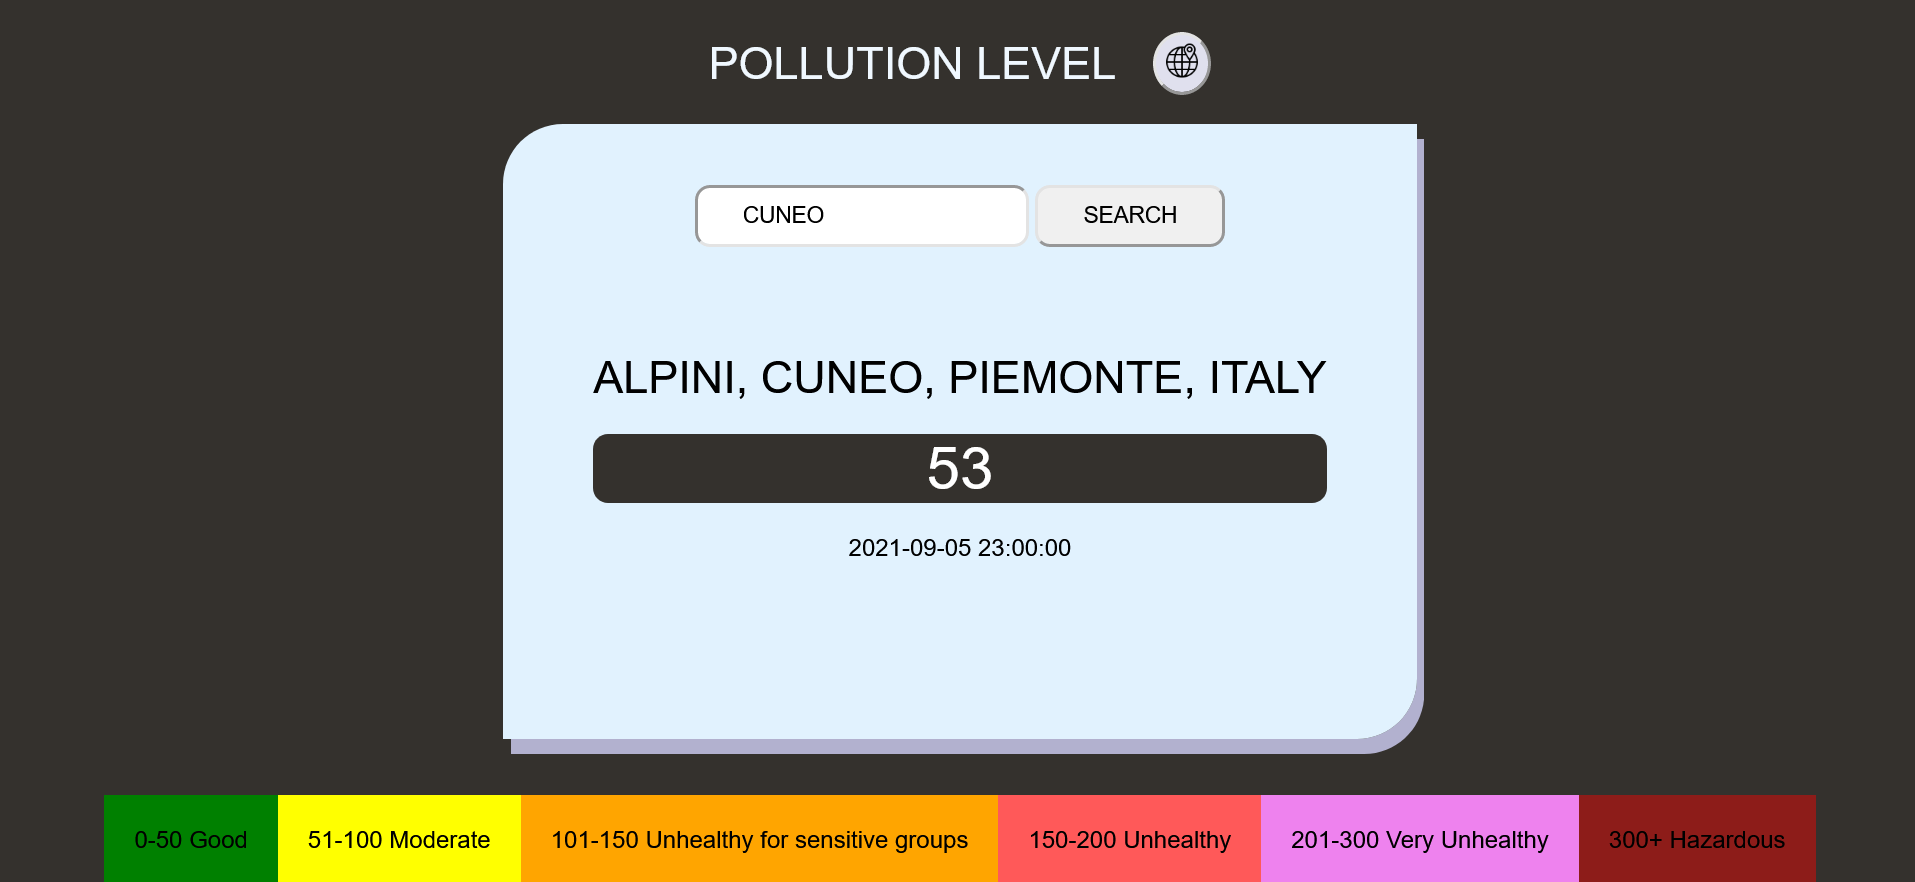 POLLUTION LEVEL
CUNEO
SEARCH
ALPINI, CUNEO, PIEMONTE, ITALY
53
2021-09-05 23:00:00
0-50 Good
51-100 Moderate
101-150 Unhealthy for sensitive groups
150-200 Unhealthy
201-300 Very Unhealthy
300+ Hazardous